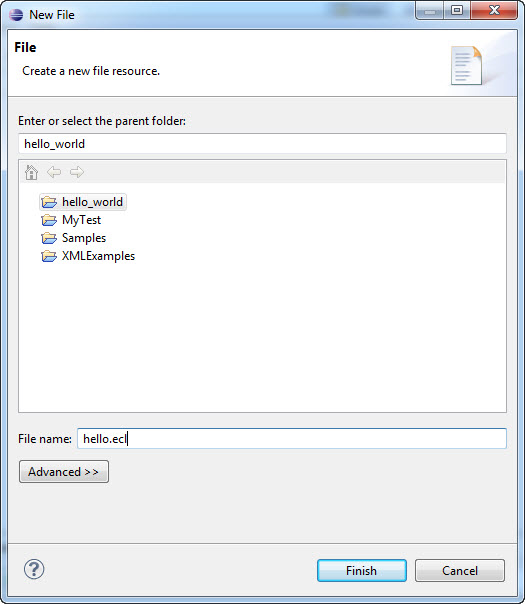 New File
File
Create a new file resource.
Enter or select the parent folder:
hello_world
hello_world
MyTest
Samples
XMLExamples
File name: hello.ecl
Advanced >>
Finish Cancel